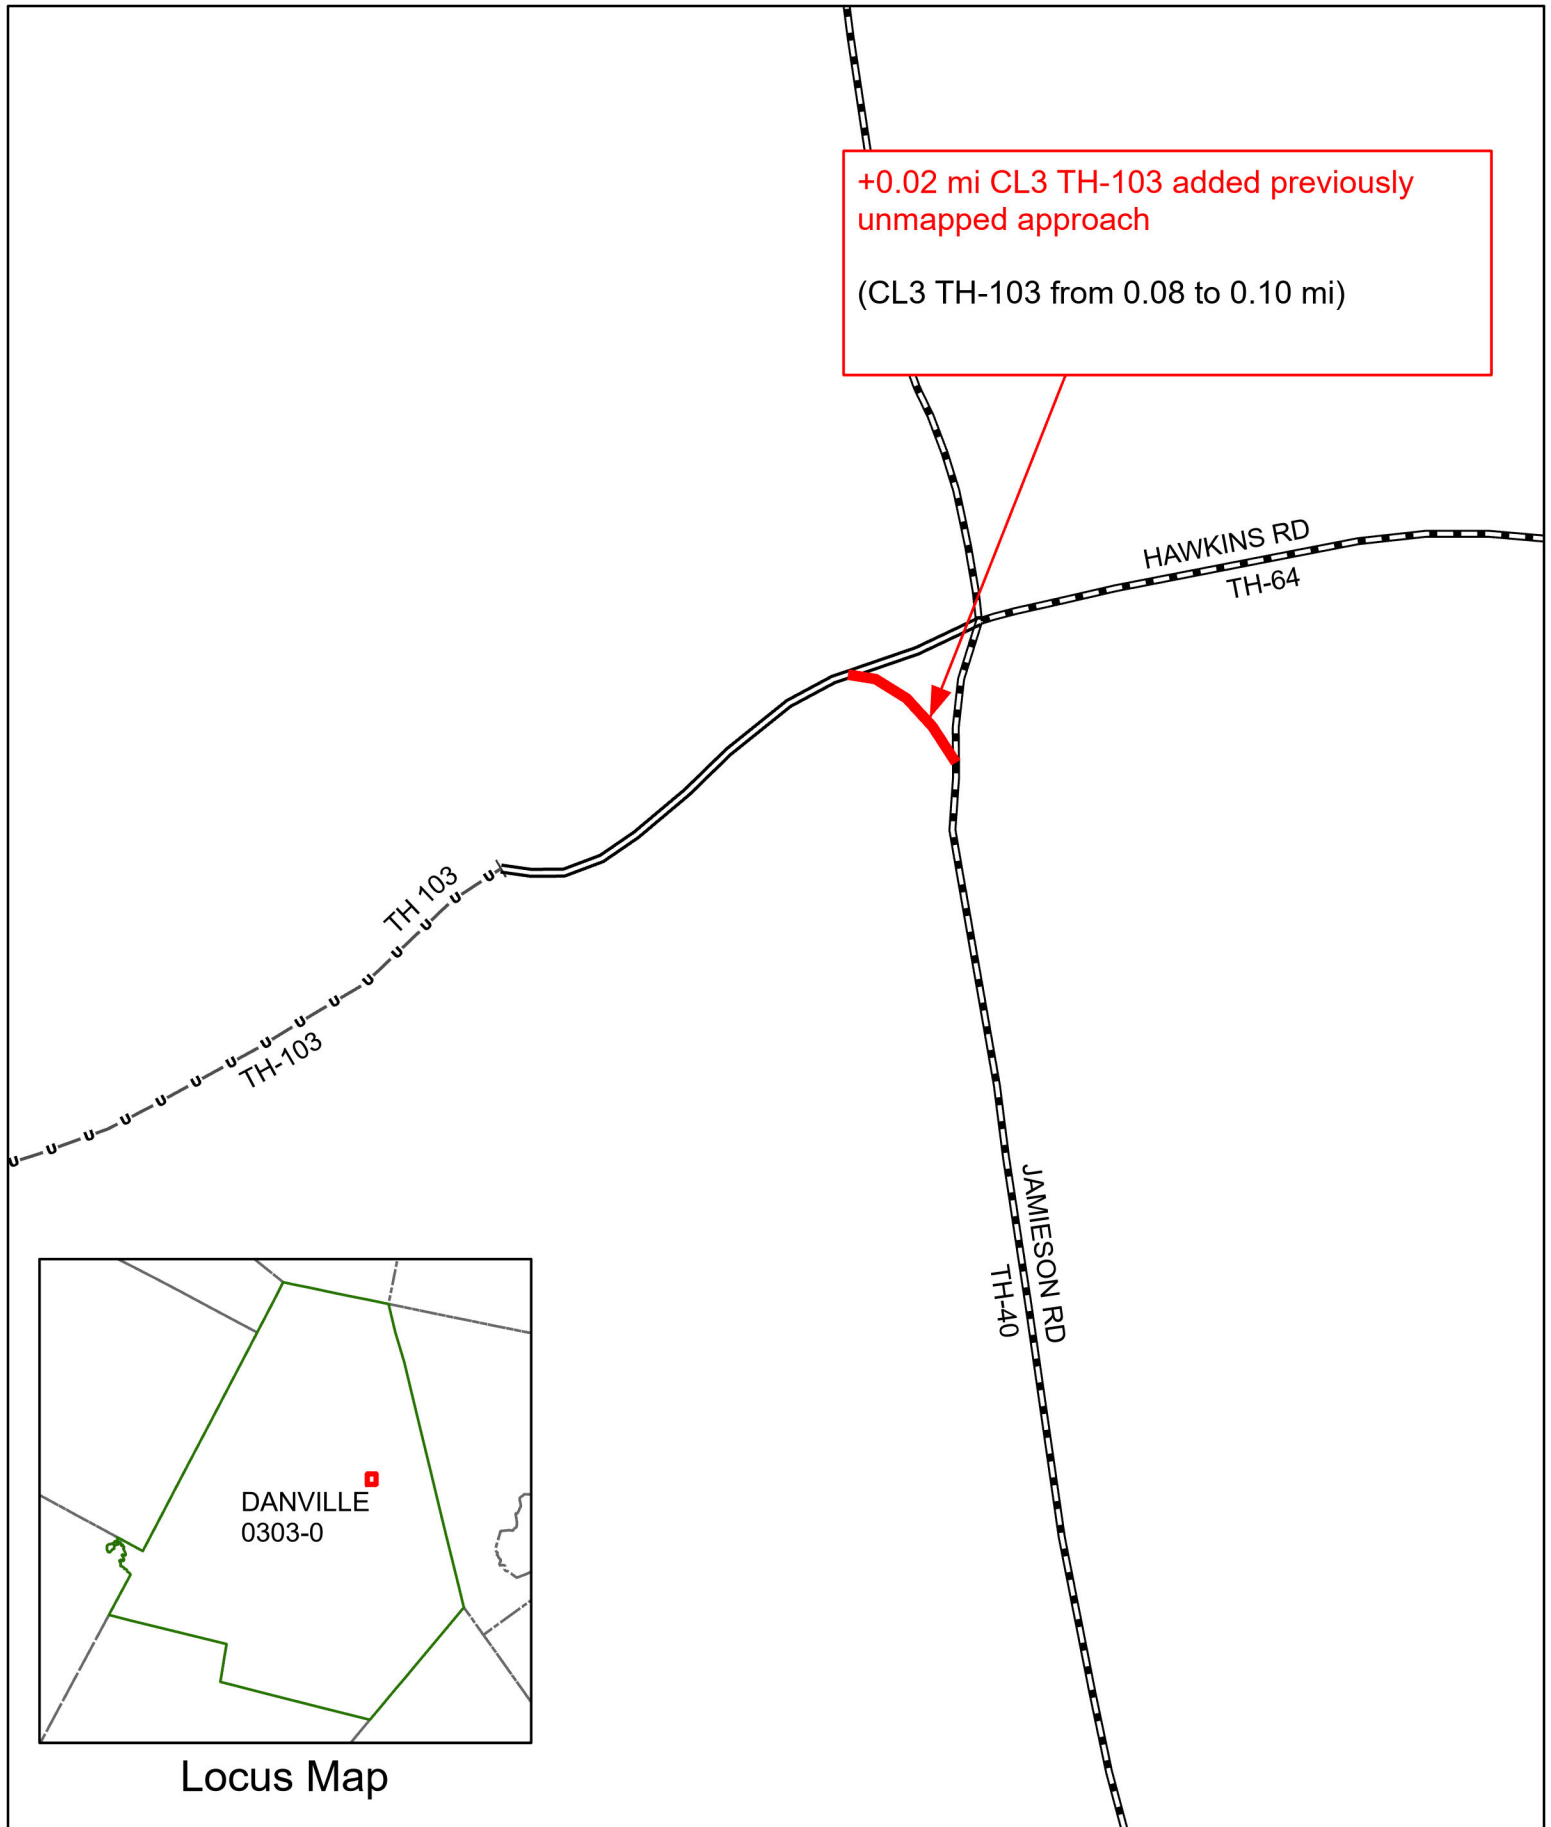 +0.02 mi CL3 TH-103 added previously
unmapped approach
(CL3 TH-103 from 0.08 to 0.10 mi)
HAWKINS RD
TH-64
TH 103
TH-103
JAMIESON RD
TH-40
DANVILLE
0303-0
Locus Map